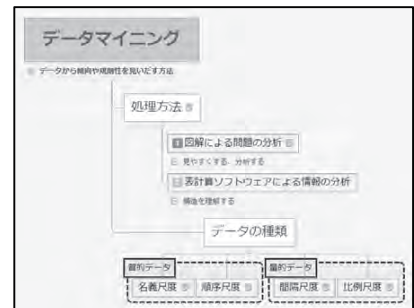 データマイニング
データから傾向や規則性を見いだす方法
処理方法
図解による問題の分析
見やすくする、分析する
表計算ソフトウェアによる情報の分析
構造を理解する
データの種類
質的データ 量的データ
名義尺度 順序尺度 間隔尺度 比例尺度